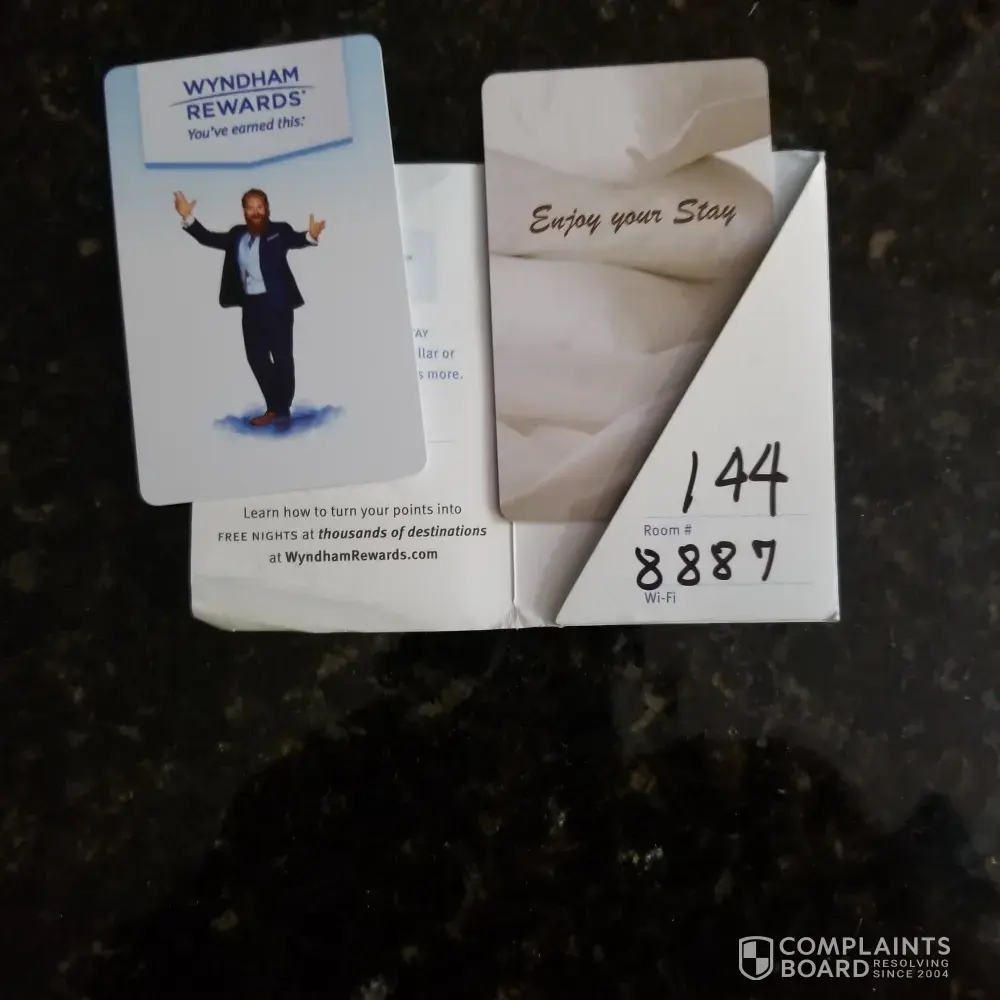 WYNDHAM
REWARDS®
You've earned this.®
Enjoy your Stay
AY
llar or
s more.
Learn how to turn your points into
FREE NIGHTS at thousands of destinations
at WyndhamRewards.com
144
Room #
8887
Wi-Fi
COMPLAINTS
BOARD RESOLVING
SINCE 2004